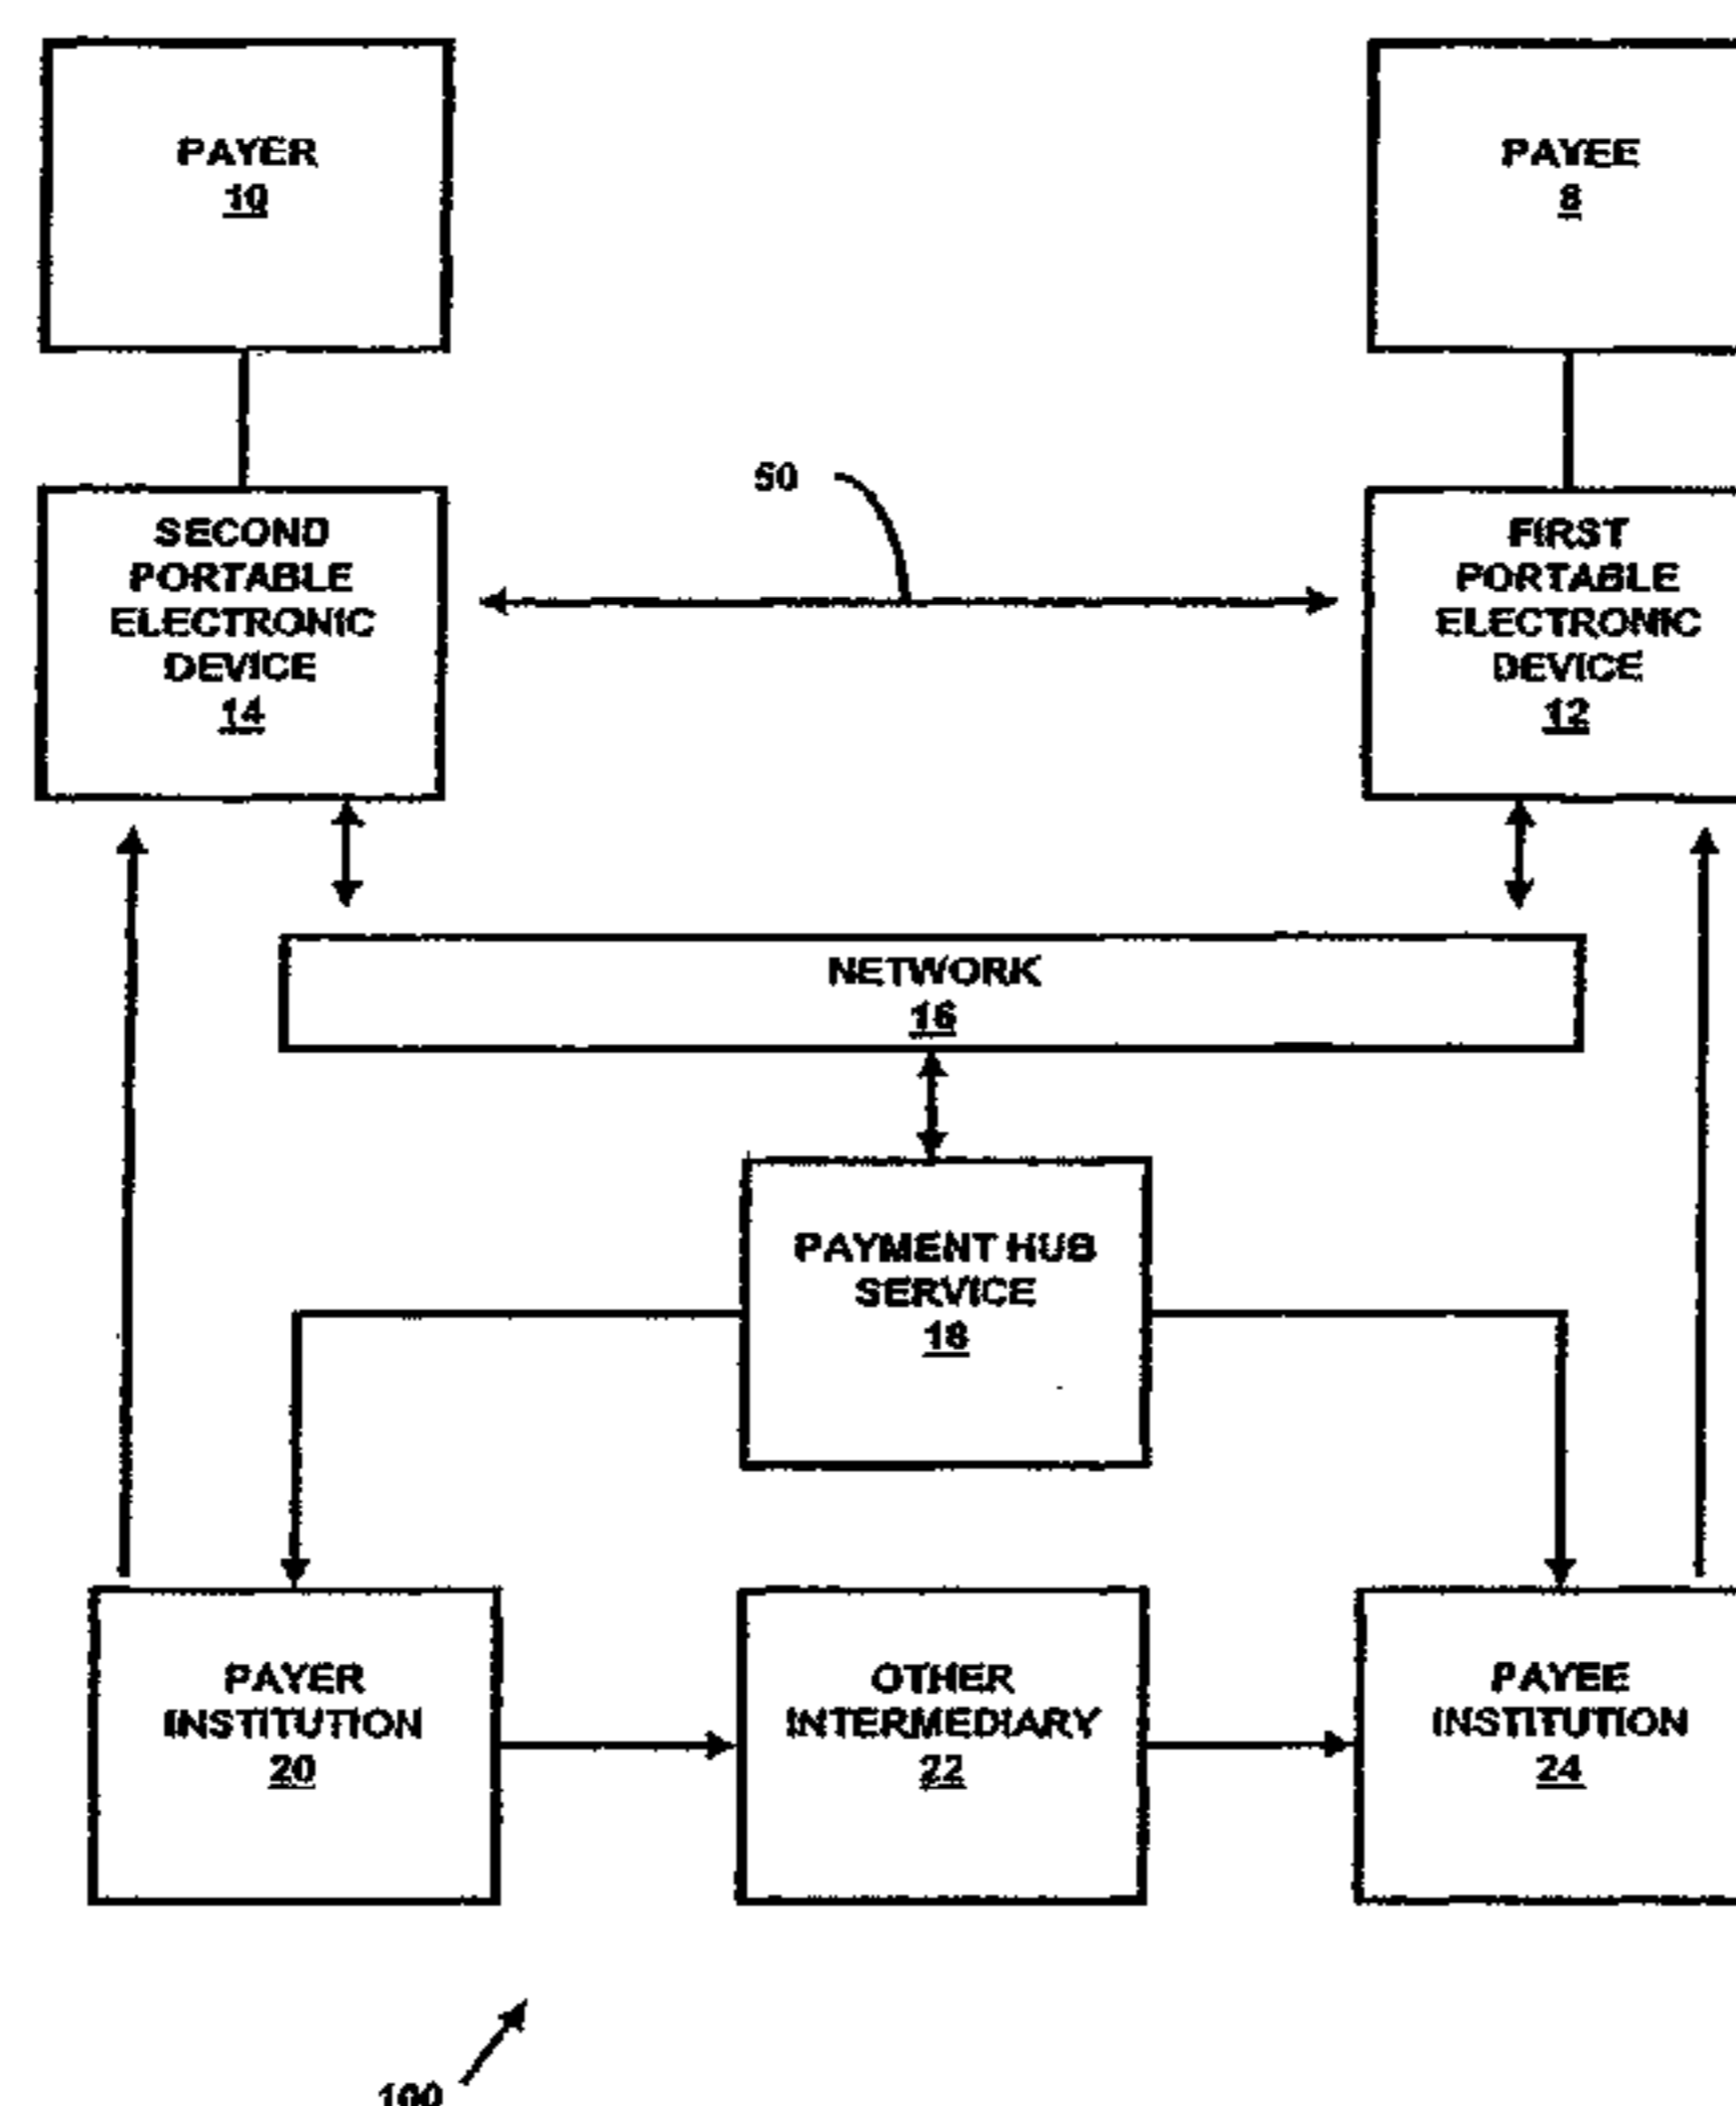 PAYER
10
PAYEE
8
50
SECOND
PORTABLE
ELECTRONIC
DEVICE
14
FIRST
PORTABLE
ELECTRONIC
DEVICE
12
NETWORK
16
PAYMENT HUB
SERVICE
18
PAYER
INSTITUTION
20
OTHER
INTERMEDIARY
22
PAYEE
INSTITUTION
24
100